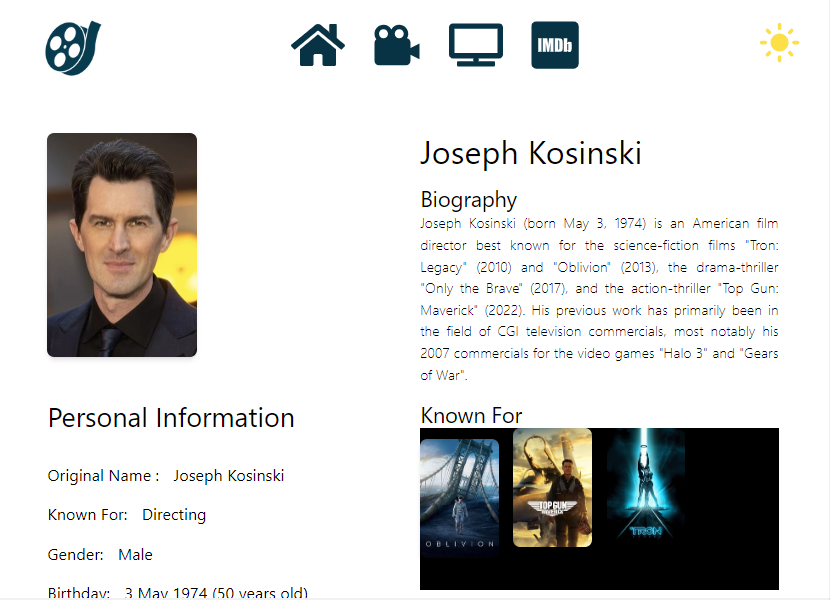 IMDb
Joseph Kosinski
Biography
Joseph Kosinski (born May 3, 1974) is an American film
director best known for the science-fiction films "Tron:
Legacy" (2010) and "Oblivion" (2013), the drama-thriller
"Only the Brave" (2017), and the action-thriller "Top Gun:
Maverick" (2022). His previous work has primarily been in
the field of CGI television commercials, most notably his
2007 commercials for the video games "Halo 3" and "Gears
of War".
Known For
OBLIVION
TOP GUN
MAVERICK
TRON
Personal Information
Original Name : Joseph Kosinski
Known For: Directing
Gender: Male
Birthday: 3 May 1974 (50 years old)